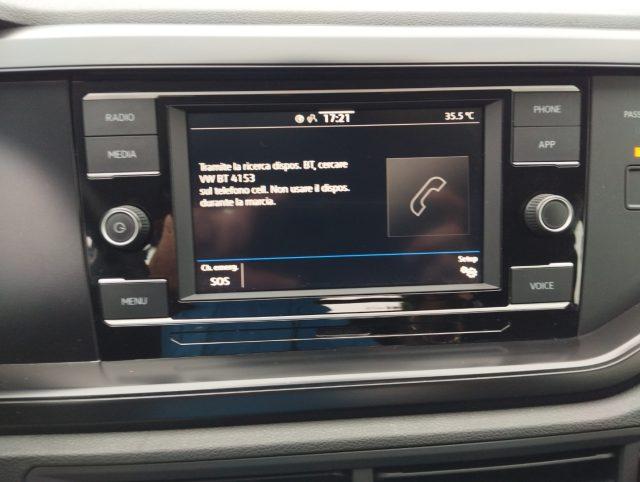 RADIO
MEDIA
MENU
17:21
35.5 °C
Tramite la ricerca dispos. BT, cercare
VW BT 4153
sul telefono cell. Non usare il dispos.
durante la marcia.
Ch. emerg.
SOS
Setup
PHONE
APP
VOICE
PASS